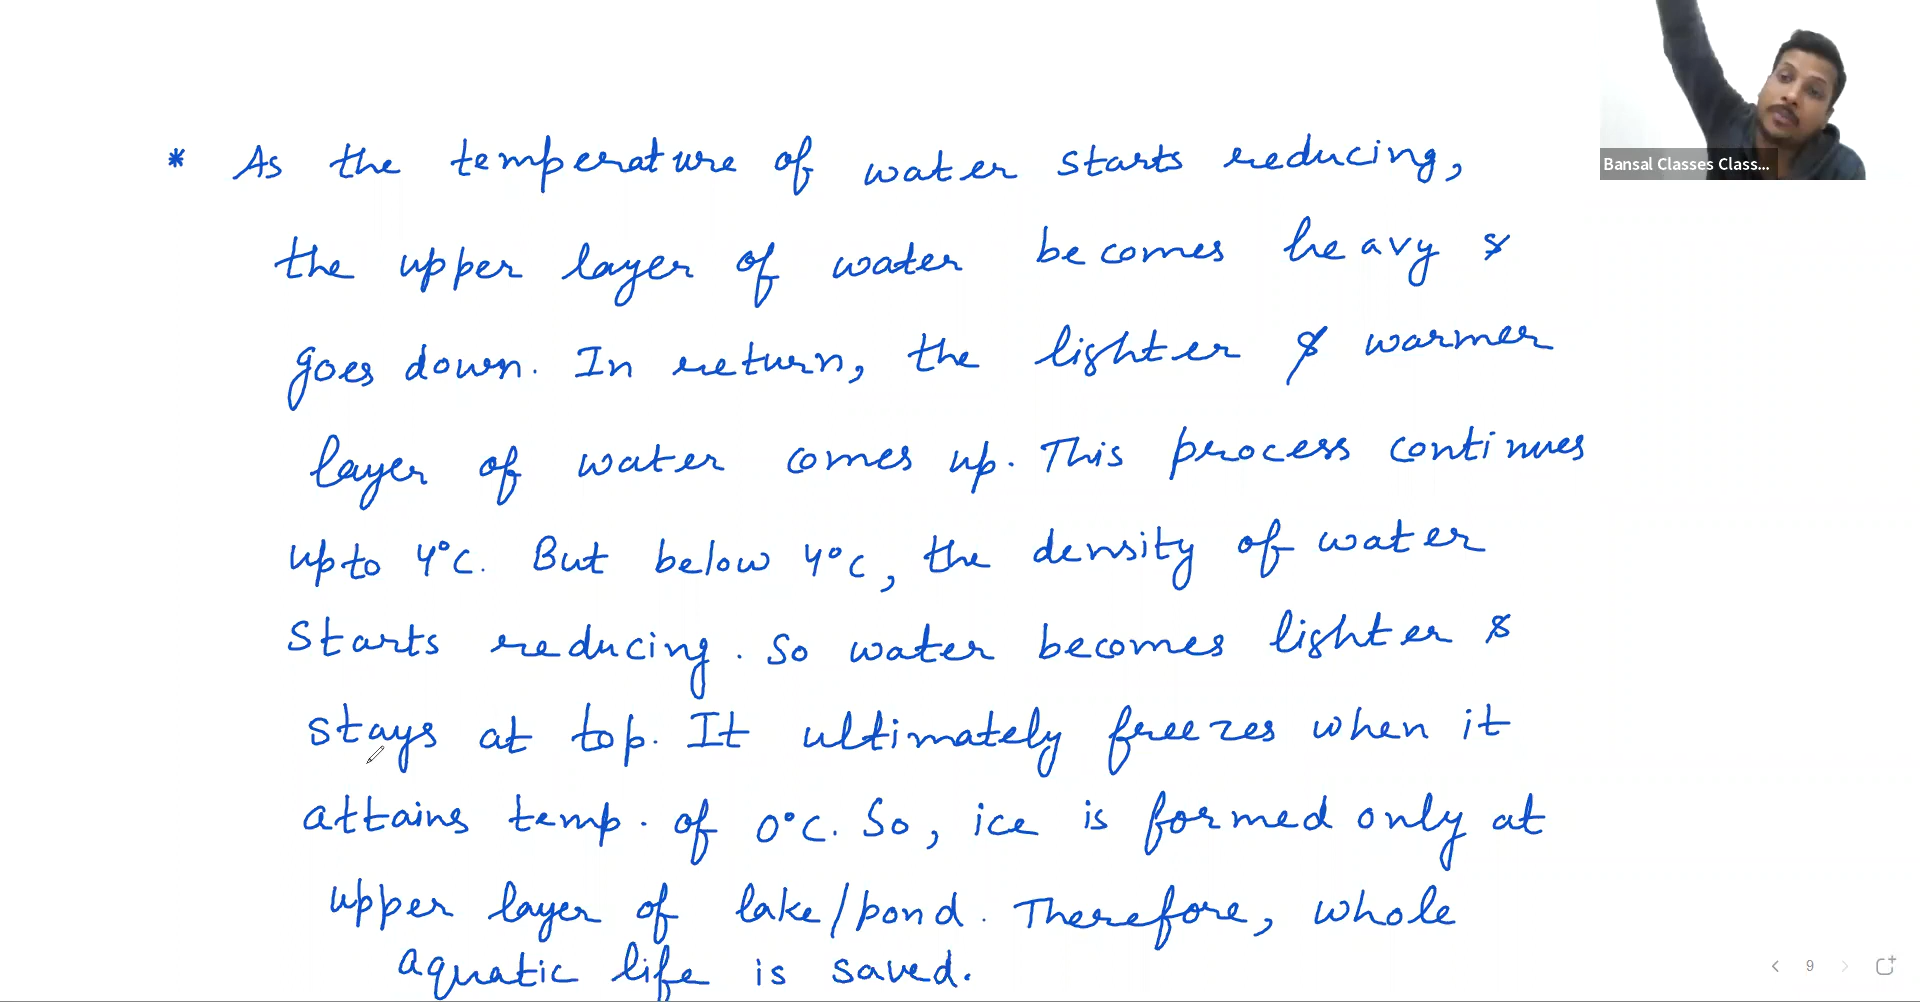 * As the temperature of water starts reducing,
the upper layer of water becomes heavy &
goes down. In return, the lighter & warmer
layer of water comes up. This process continues
upto 4°C. But below 4°C, the density of water
starts reducing. So water becomes lighter &
stays at top. It ultimately freezes when it
attains temp. of 0°C. So, ice is formed only at
upper layer of lake/pond. Therefore, whole
aquatic life is saved.
Bansal Classes Class...
9